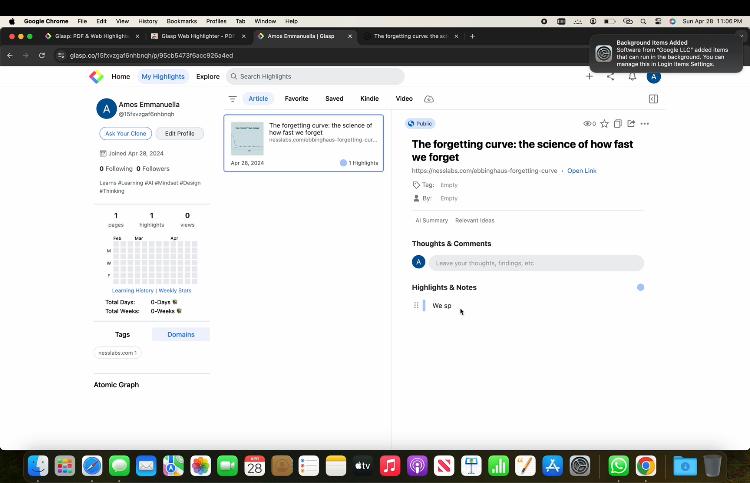 Google Chrome File Edit View History Bookmarks Profiles Tab Window Help
Sun Apr 28 11:06 PM
Glasp: PDF & Web Highligh
Glasp Web Highlighter - PDF
Amos Emmanuella | Glasp
The forgetting curve: the sci
glasp.co/15fxvzgaf6nhbnqh/p/95cb5473f6acc926a4ed
Background Items Added
Software from "Google LLC" added items
that can run in the background. You can
manage this in Login Items Settings.
Home My Highlights Explore
Search Highlights
A
Article Favorite Saved Kindle Video
A
Amos Emmanuella
@15fxvzgaf6nhbnqh
Ask Your Clone Edit Profile
Joined Apr 28, 2024
0 Following 0 Followers
Learns #Learning #AI #Mindset #Design
#Thinking
1 1 0
pages highlights views
Feb Mar Apr
M
W
F
Learning History | Weekly Stats
Total Days: 0-Days
Total Weeks: 0-Weeks
Tags Domains
nesslabs.com 1
Atomic Graph
The forgetting curve: the science of
how fast we forget
nesslabs.com/ebbinghaus-forgetting-cur...
Apr 28, 2024
1 Highlights
Public
0
The forgetting curve: the science of how fast
we forget
https://nesslabs.com/ebbinghaus-forgetting-curve • Open Link
Tag: Empty
By: Empty
AI Summary Relevant Ideas
Thoughts & Comments
A
Leave your thoughts, findings, etc
Highlights & Notes
We sp
APR
28
tv